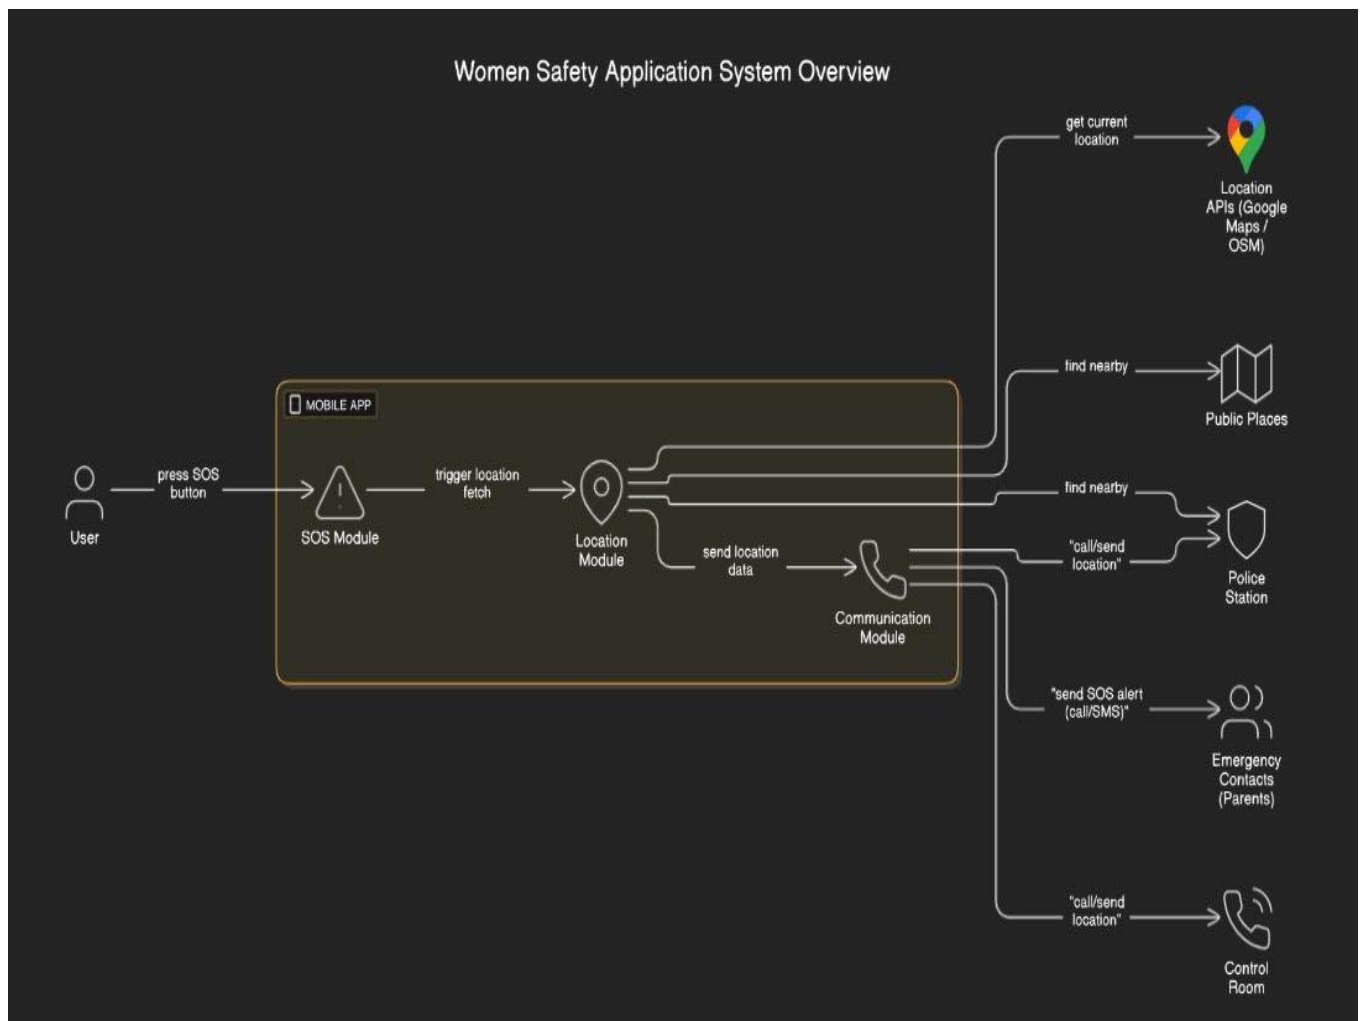 Women Safety Application System Overview
get current
location
Location
APIs (Google
Maps /
OSM)
find nearby
Public Places
MOBILE APP
press SOS
button
User
SOS Module
trigger location
fetch
Location
Module
send location
data
Communication
Module
find nearby
"call/send
location"
Police
Station
"send SOS alert
(call/SMS)"
Emergency
Contacts
(Parents)
"call/send
location"
Control
Room